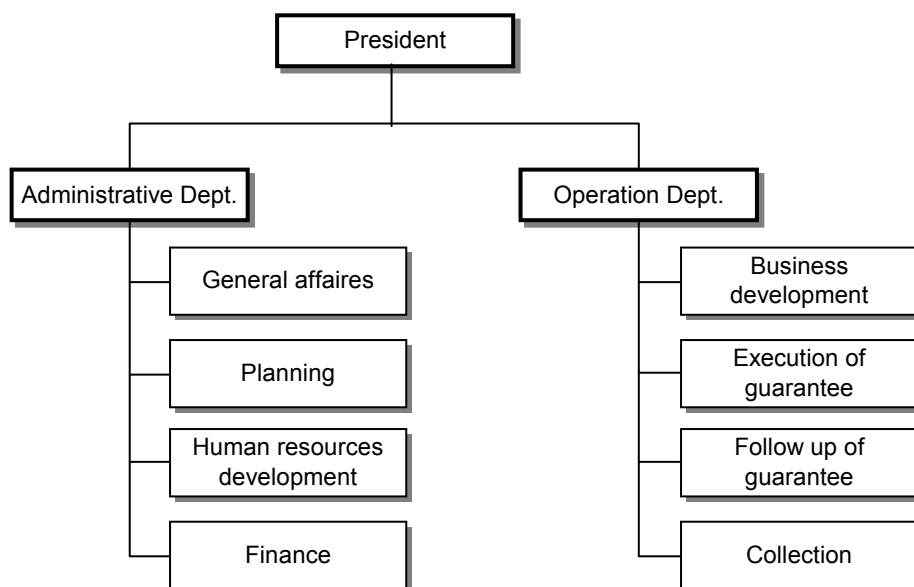 President
Administrative Dept.
Operation Dept.
General affaires
Planning
Human resources
development
Finance
Business
development
Execution of
guarantee
Follow up of
guarantee
Collection